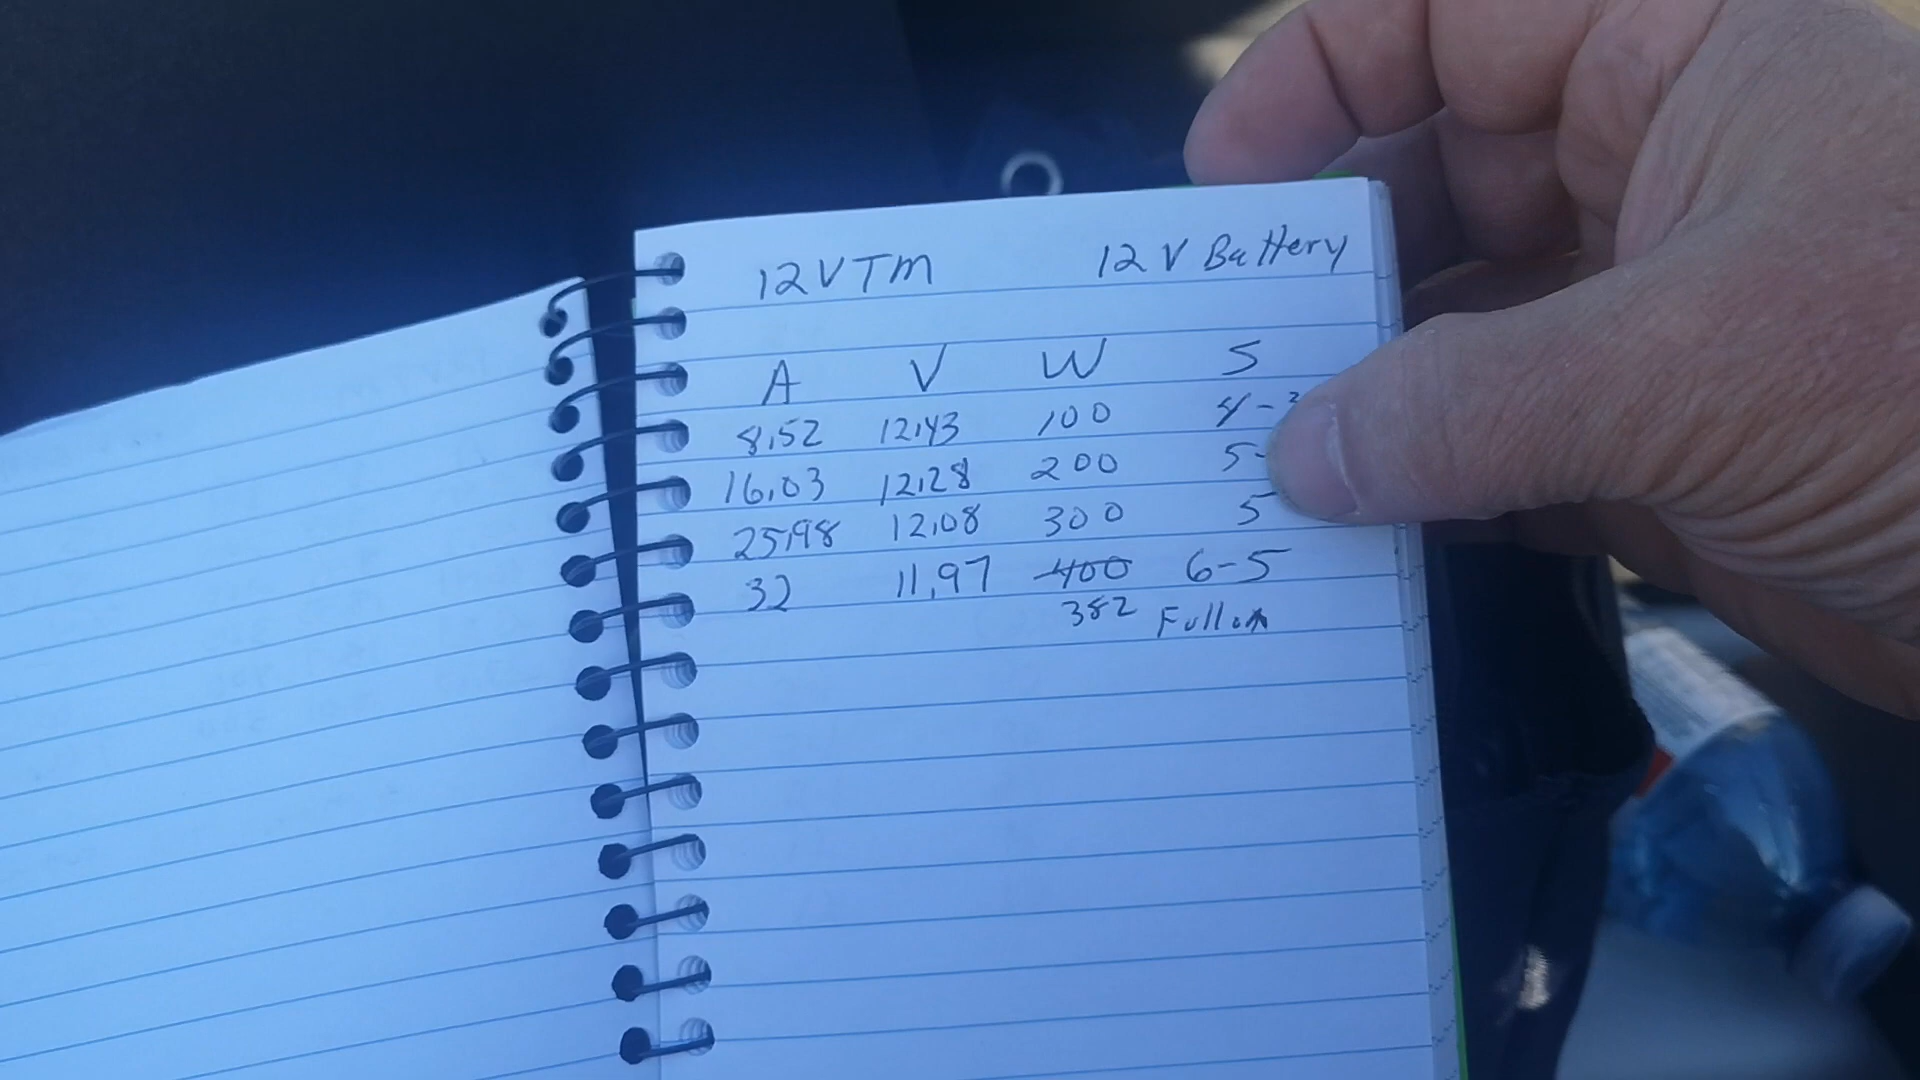 12VTM 12V Battery
A V W S
8,52 12,43 100
16,03 12,28 200 5-
25,98 12,08 300 5
32 11,97 400 6-5
382 Full on